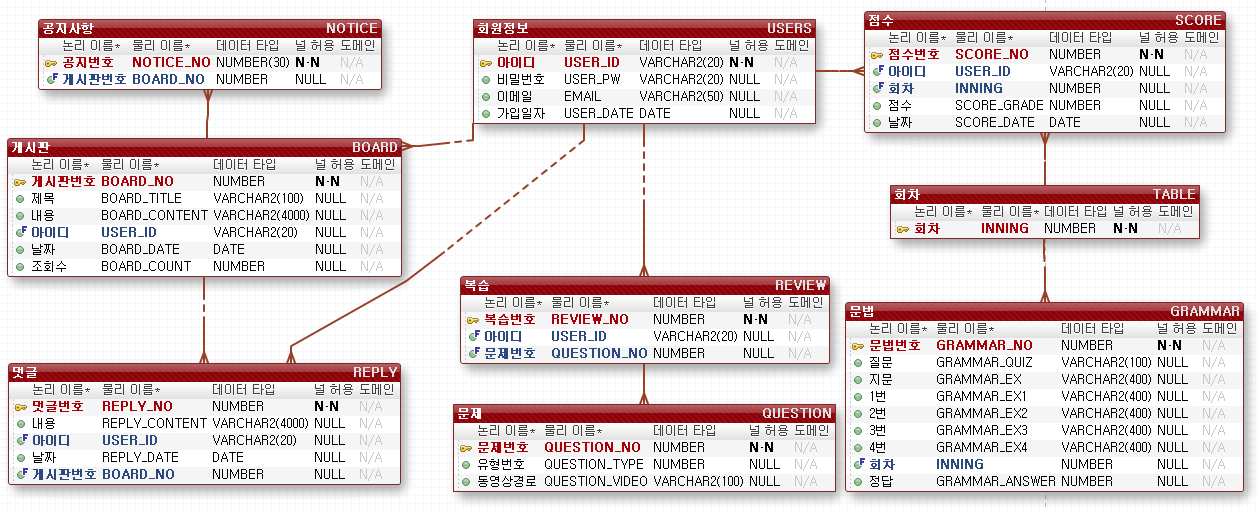 공지사항 NOTICE
논리 이름* 물리 이름* 데이터 타입 널 허용 도메인
공지번호 NOTICE_NO NUMBER(30) N-N N/A
게시판번호 BOARD_NO NUMBER NULL N/A
회원정보 USERS
논리 이름* 물리 이름* 데이터 타입 널 허용 도메인
아이디 USER_ID VARCHAR2(20) N-N N/A
비밀번호 USER_PW VARCHAR2(20) NULL N/A
이메일 EMAIL VARCHAR2(50) NULL N/A
가입일자 USER_DATE DATE NULL N/A
점수 SCORE
논리 이름* 물리 이름* 데이터 타입 널 허용 도메인
점수번호 SCORE_NO NUMBER N-N N/A
아이디 USER_ID VARCHAR2(20) NULL N/A
회차 INNING NUMBER NULL N/A
점수 SCORE_GRADE NUMBER NULL N/A
날짜 SCORE_DATE DATE NULL N/A
게시판 BOARD
논리 이름* 물리 이름* 데이터 타입 널 허용 도메인
게시판번호 BOARD_NO NUMBER N-N N/A
제목 BOARD_TITLE VARCHAR2(100) NULL N/A
내용 BOARD_CONTENT VARCHAR2(4000) NULL N/A
아이디 USER_ID VARCHAR2(20) NULL N/A
날짜 BOARD_DATE DATE NULL N/A
조회수 BOARD_COUNT NUMBER NULL N/A
회차 TABLE
논리 이름* 물리 이름* 데이터 타입 널 허용 도메인
회차 INNING NUMBER N-N N/A
복습 REVIEW
논리 이름* 물리 이름* 데이터 타입 널 허용 도메인
복습번호 REVIEW_NO NUMBER N-N N/A
아이디 USER_ID VARCHAR2(20) NULL N/A
문제번호 QUESTION_NO NUMBER NULL N/A
문법 GRAMMAR
논리 이름* 물리 이름* 데이터 타입 널 허용 도메인
문법번호 GRAMMAR_NO NUMBER N-N N/A
질문 GRAMMAR_QUIZ VARCHAR2(100) NULL N/A
지문 GRAMMAR_EX VARCHAR2(400) NULL N/A
1번 GRAMMAR_EX1 VARCHAR2(400) NULL N/A
2번 GRAMMAR_EX2 VARCHAR2(400) NULL N/A
3번 GRAMMAR_EX3 VARCHAR2(400) NULL N/A
4번 GRAMMAR_EX4 VARCHAR2(400) NULL N/A
회차 INNING NUMBER NULL N/A
정답 GRAMMAR_ANSWER NUMBER NULL N/A
댓글 REPLY
논리 이름* 물리 이름* 데이터 타입 널 허용 도메인
댓글번호 REPLY_NO NUMBER N-N N/A
내용 REPLY_CONTENT VARCHAR2(4000) NULL N/A
아이디 USER_ID VARCHAR2(20) NULL N/A
날짜 REPLY_DATE DATE NULL N/A
게시판번호 BOARD_NO NUMBER NULL N/A
문제 QUESTION
논리 이름* 물리 이름* 데이터 타입 널 허용 도메인
문제번호 QUESTION_NO NUMBER N-N N/A
유형번호 QUESTION_TYPE NUMBER NULL N/A
동영상경로 QUESTION_VIDEO VARCHAR2(100) NULL N/A